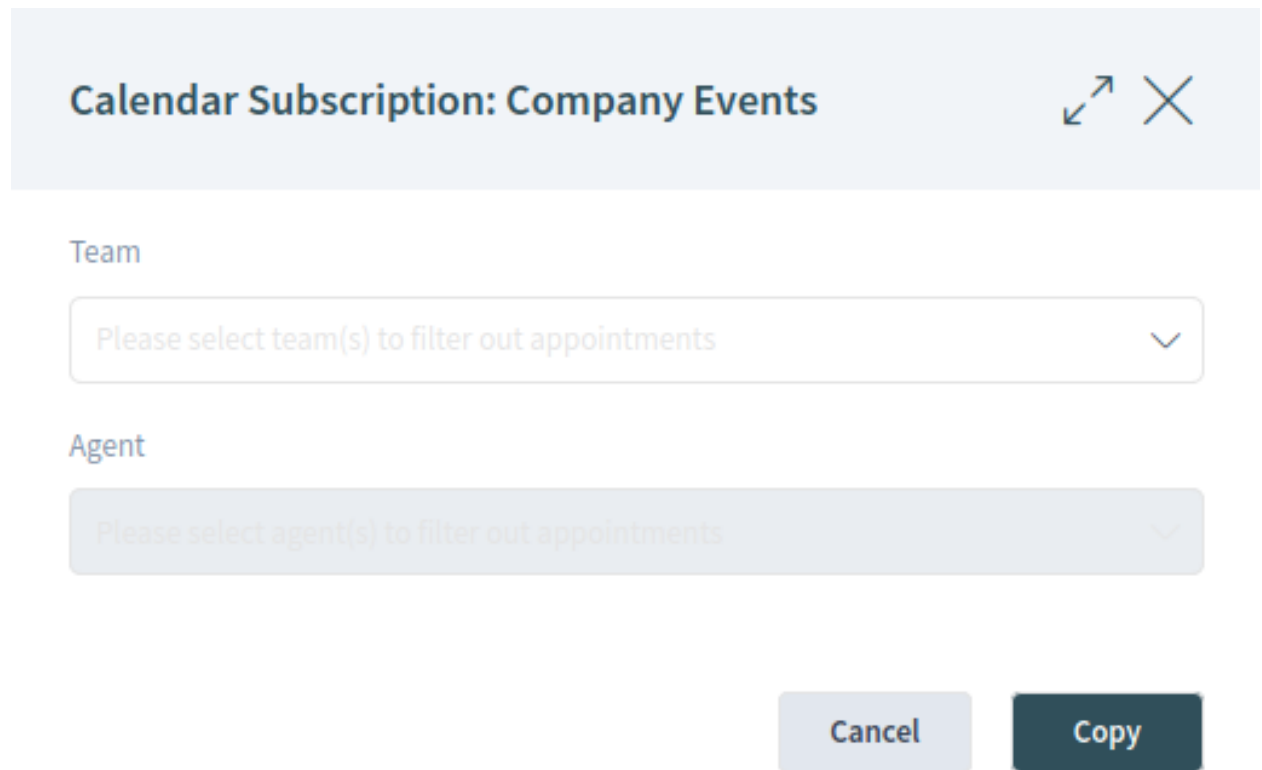 Calendar Subscription: Company Events
Team
Please select team(s) to filter out appointments
Agent
Please select agent(s) to filter out appointments
Cancel Copy